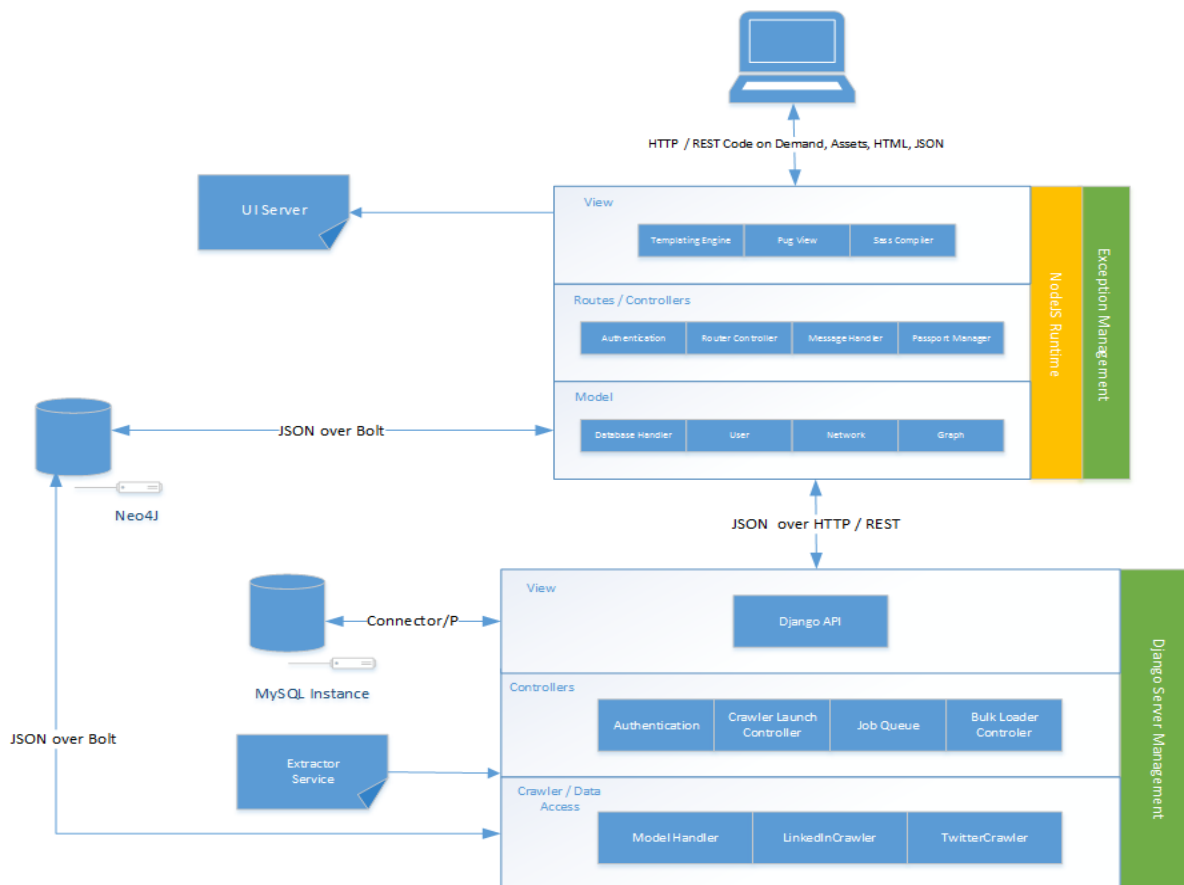 HTTP / REST Code on Demand, Assets, HTML, JSON
UI Server
View
Templating Engine
Pug View
Sass Compiler
Routes / Controllers
Authentication
Router Controller
Message Handler
Passport Manager
Model
Database Handler
User
Network
Graph
NodeJS Runtime
Exception Management
JSON over Bolt
Neo4J
JSON over HTTP / REST
View
Django API
Connector/P
MySQL Instance
Controllers
Authentication
Crawler Launch
Controller
Job Queue
Bulk Loader
Controler
JSON over Bolt
Extractor
Service
Crawler / Data
Access
Model Handler
LinkedInCrawler
TwitterCrawler
Django Server Management